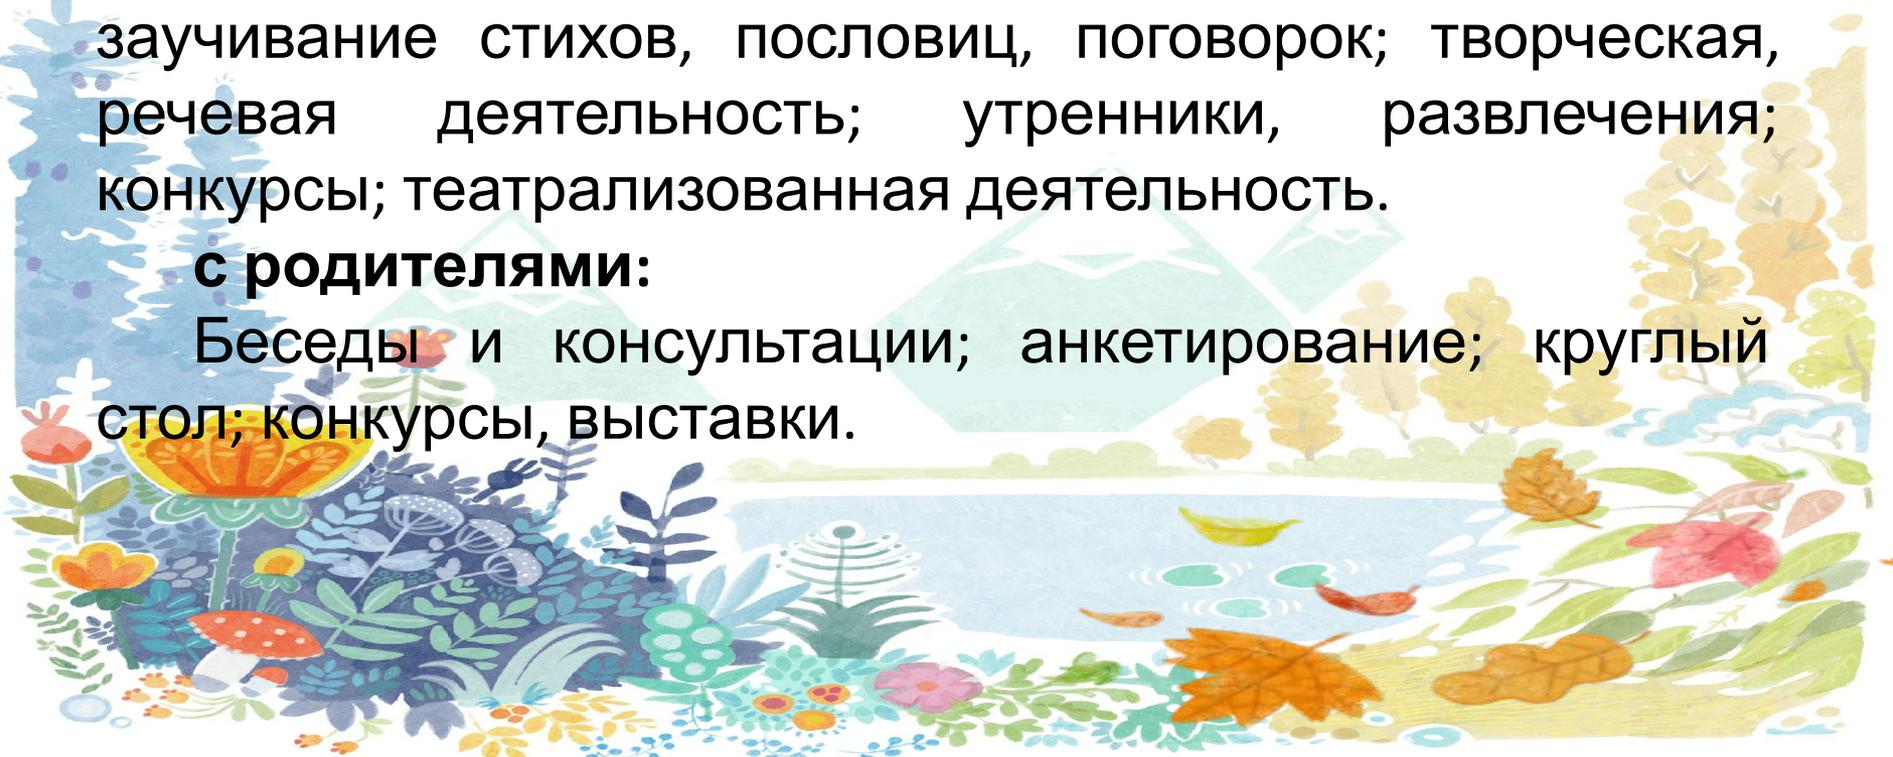 заучивание стихов, пословиц, поговорок; творческая,
речевая деятельность; утренники, развлечения;
конкурсы; театрализованная деятельность.
с родителями:
Беседы и консультации; анкетирование; круглый
стол; конкурсы, выставки.